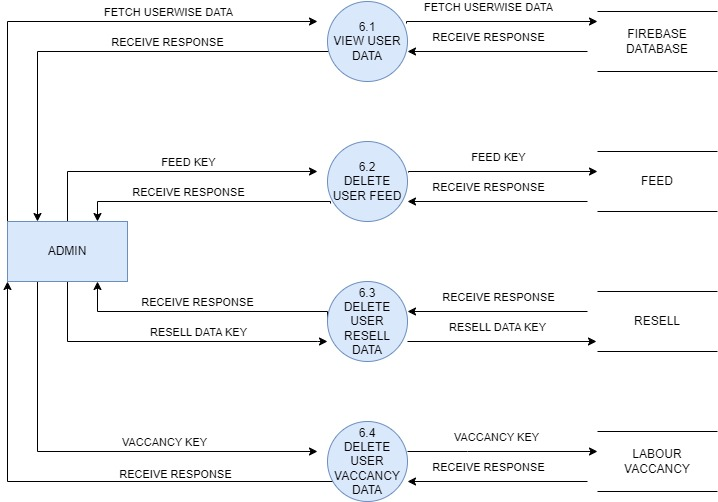 FETCH USERWISE DATA
FETCH USERWISE DATA
6.1
VIEW USER
DATA
FIREBASE
DATABASE
RECEIVE RESPONSE
RECEIVE RESPONSE
FEED KEY
FEED KEY
6.2
DELETE
USER FEED
FEED
RECEIVE RESPONSE
RECEIVE RESPONSE
ADMIN
RECEIVE RESPONSE
RECEIVE RESPONSE
6.3
DELETE
USER
RESELL
DATA
RESELL
RESELL DATA KEY
RESELL DATA KEY
VACCANCY KEY
VACCANCY KEY
6.4
DELETE
USER
VACCANCY
DATA
LABOUR
VACCANCY
RECEIVE RESPONSE
RECEIVE RESPONSE